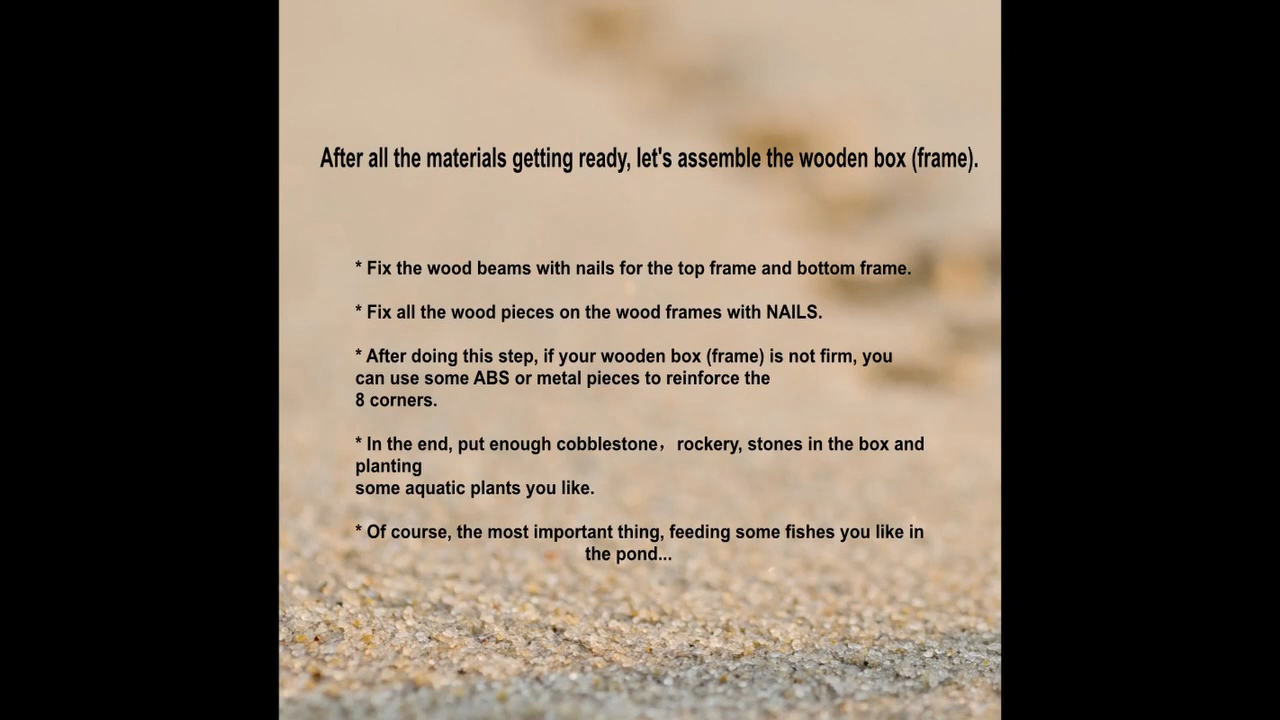 After all the materials getting ready, let's assemble the wooden box (frame).
* Fix the wood beams with nails for the top frame and bottom frame.
* Fix all the wood pieces on the wood frames with NAILS.
* After doing this step, if your wooden box (frame) is not firm, you
can use some ABS or metal pieces to reinforce the
8 corners.
* In the end, put enough cobblestone，rockery, stones in the box and
planting
some aquatic plants you like.
* Of course, the most important thing, feeding some fishes you like in
the pond...